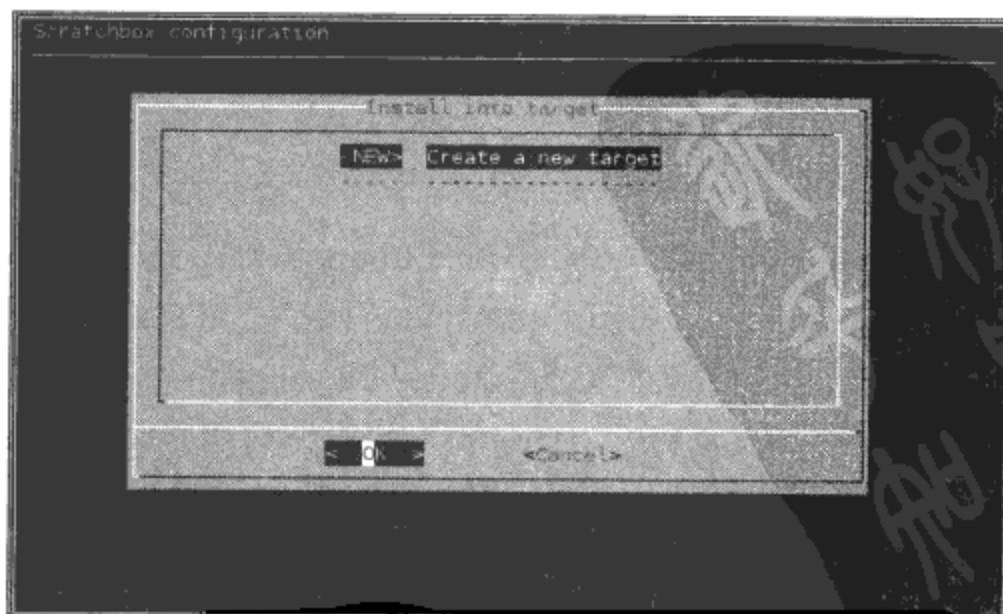 Scratchbox configuration
Install into target
<NEW> Create a new target
< OK > <Cancel>